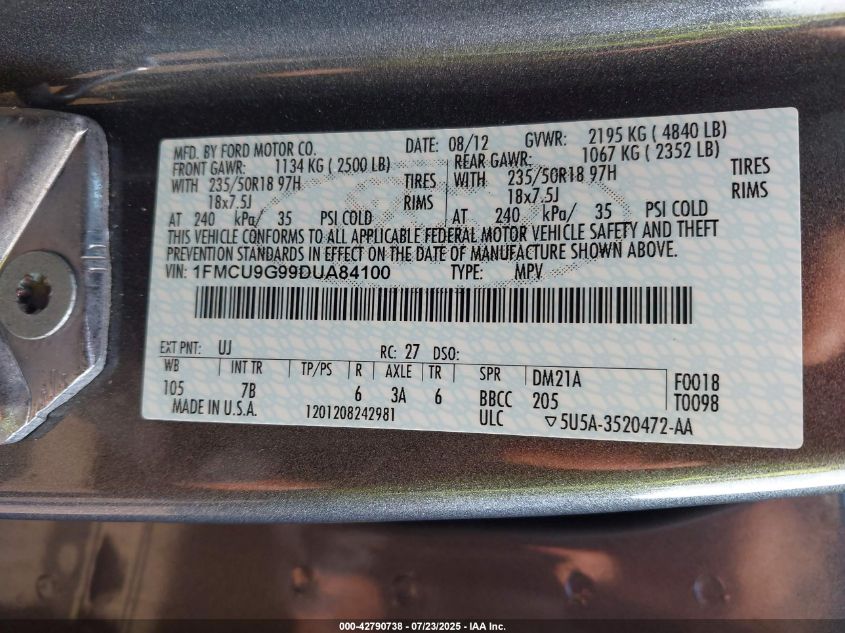 MFD. BY FORD MOTOR CO. DATE: 08/12 GVWR: 2195 KG ( 4840 LB)
FRONT GAWR: 1134 KG ( 2500 LB) REAR GAWR: 1067 KG ( 2352 LB)
WITH 235/50R18 97H TIRES WITH 235/50R18 97H TIRES
18x7.5J RIMS 18x7.5J RIMS
AT 240 kPa/ 35 PSI COLD AT 240 kPa/ 35 PSI COLD
THIS VEHICLE CONFORMS TO ALL APPLICABLE FEDERAL MOTOR VEHICLE SAFETY AND THEFT
PREVENTION STANDARDS IN EFFECT ON THE DATE OF MANUFACTURE SHOWN ABOVE.
VIN: 1FMCU9G99DUA84100 TYPE: MPV
EXT PNT: UJ RC: 27 DSO:
WB INT TR TP/PS R AXLE TR SPR DM21A F0018
105 7B 6 3A 6 BBCC 205 T0098
MADE IN U.S.A. 1201208242981 ULC ▽5U5A-3520472-AA
000-42790738 - 07/23/2025 - IAA Inc.